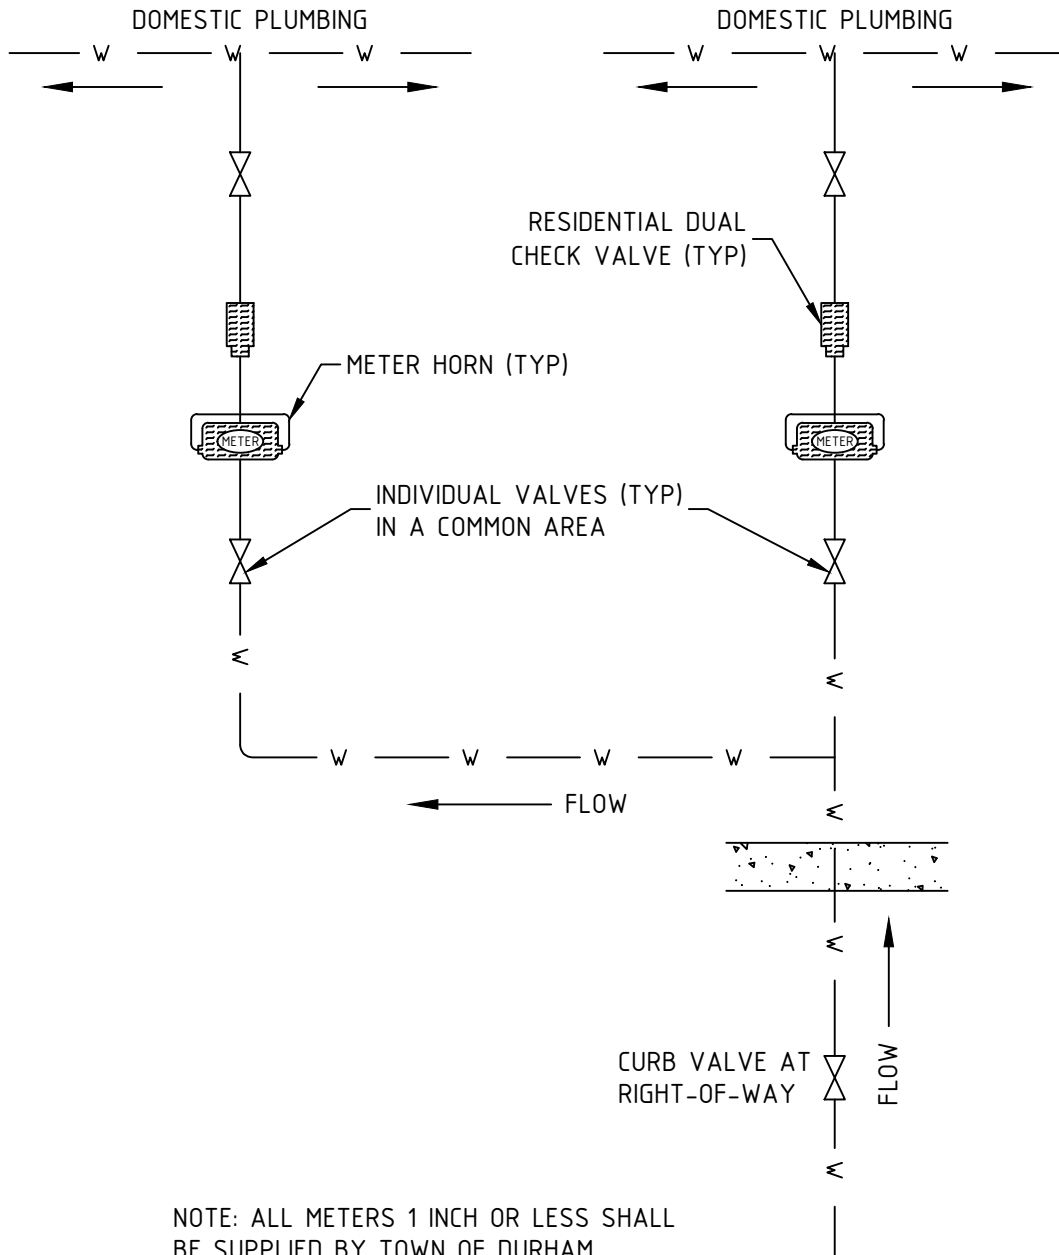 DOMESTIC PLUMBING
DOMESTIC PLUMBING
W W W
W W W
RESIDENTIAL DUAL
CHECK VALVE (TYP)
METER HORN (TYP)
METER
METER
INDIVIDUAL VALVES (TYP)
IN A COMMON AREA
W
W
W W W W
FLOW
W
W
CURB VALVE AT
RIGHT-OF-WAY
FLOW
W
NOTE: ALL METERS 1 INCH OR LESS SHALL
BE SUPPLIED BY TOWN OF DURHAM